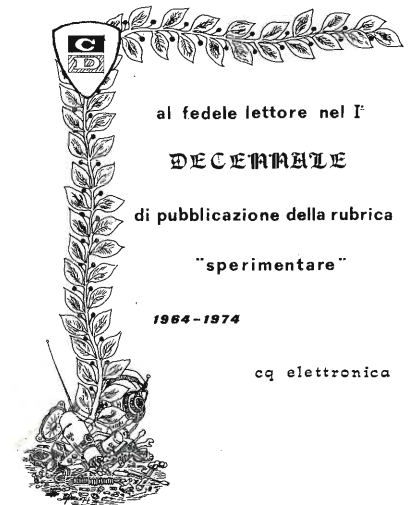 C
D
al fedele lettore nel I°
DECENNALE
di pubblicazione della rubrica
"sperimentare"
1964-1974
cq elettronica